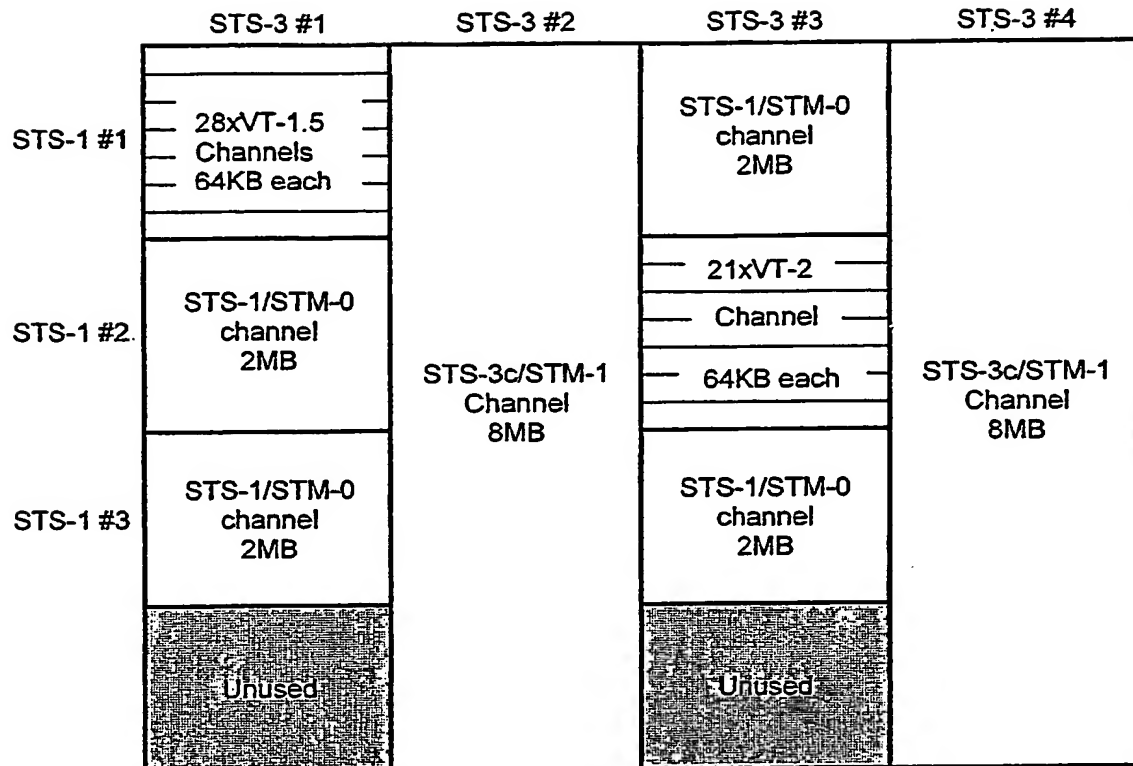 STS-3 #1
STS-3 #2
STS-3 #3
STS-3 #4
STS-1 #1
28xVT-1.5
Channels
64KB each
STS-1/STM-0
channel
2MB
STS-1 #2
STS-1/STM-0
channel
2MB
STS-3c/STM-1
Channel
8MB
21xVT-2
Channel
64KB each
STS-3c/STM-1
Channel
8MB
STS-1 #3
STS-1/STM-0
channel
2MB
STS-1/STM-0
channel
2MB
Unused
Unused